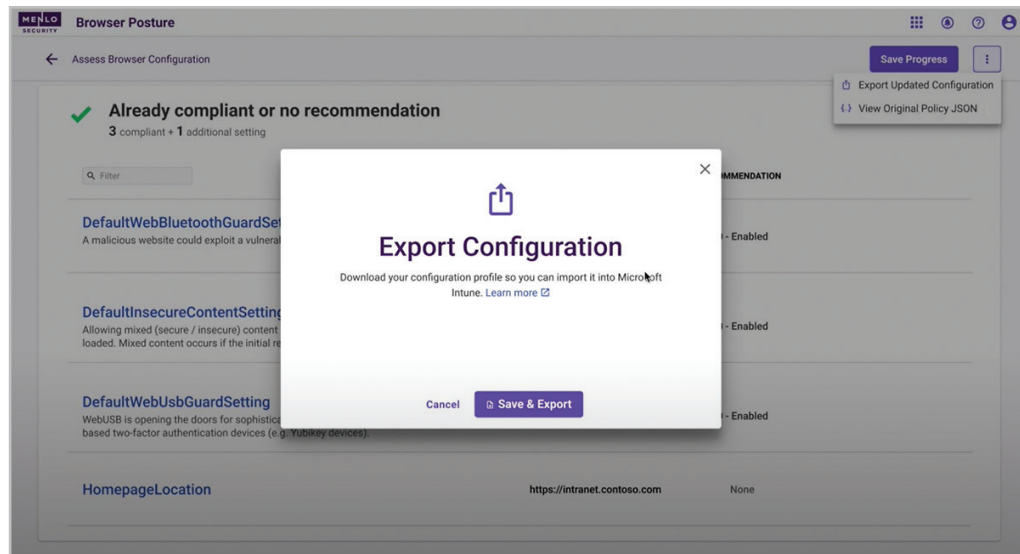 MENLO
SECURITY
Browser Posture
Assess Browser Configuration
Save Progress
Export Updated Configuration
View Original Policy JSON
Already compliant or no recommendation
3 compliant + 1 additional setting
Filter
DefaultWebBluetoothGuardSet
A malicious website could exploit a
- Enabled
DefaultInsecureContentSetting
Allowing mixed (secure / insecure) content
loaded. Mixed content occurs if the initial
- Enabled
DefaultWebUsbGuardSetting
WebUSB is opening the doors for
based two-factor authentication devices (e.g. Yubikey devices).
- Enabled
HomepageLocation
https://intranet.contoso.com
None
Export Configuration
Download your configuration profile so you can import it into Microsoft
Intune. Learn more
Cancel
Save & Export